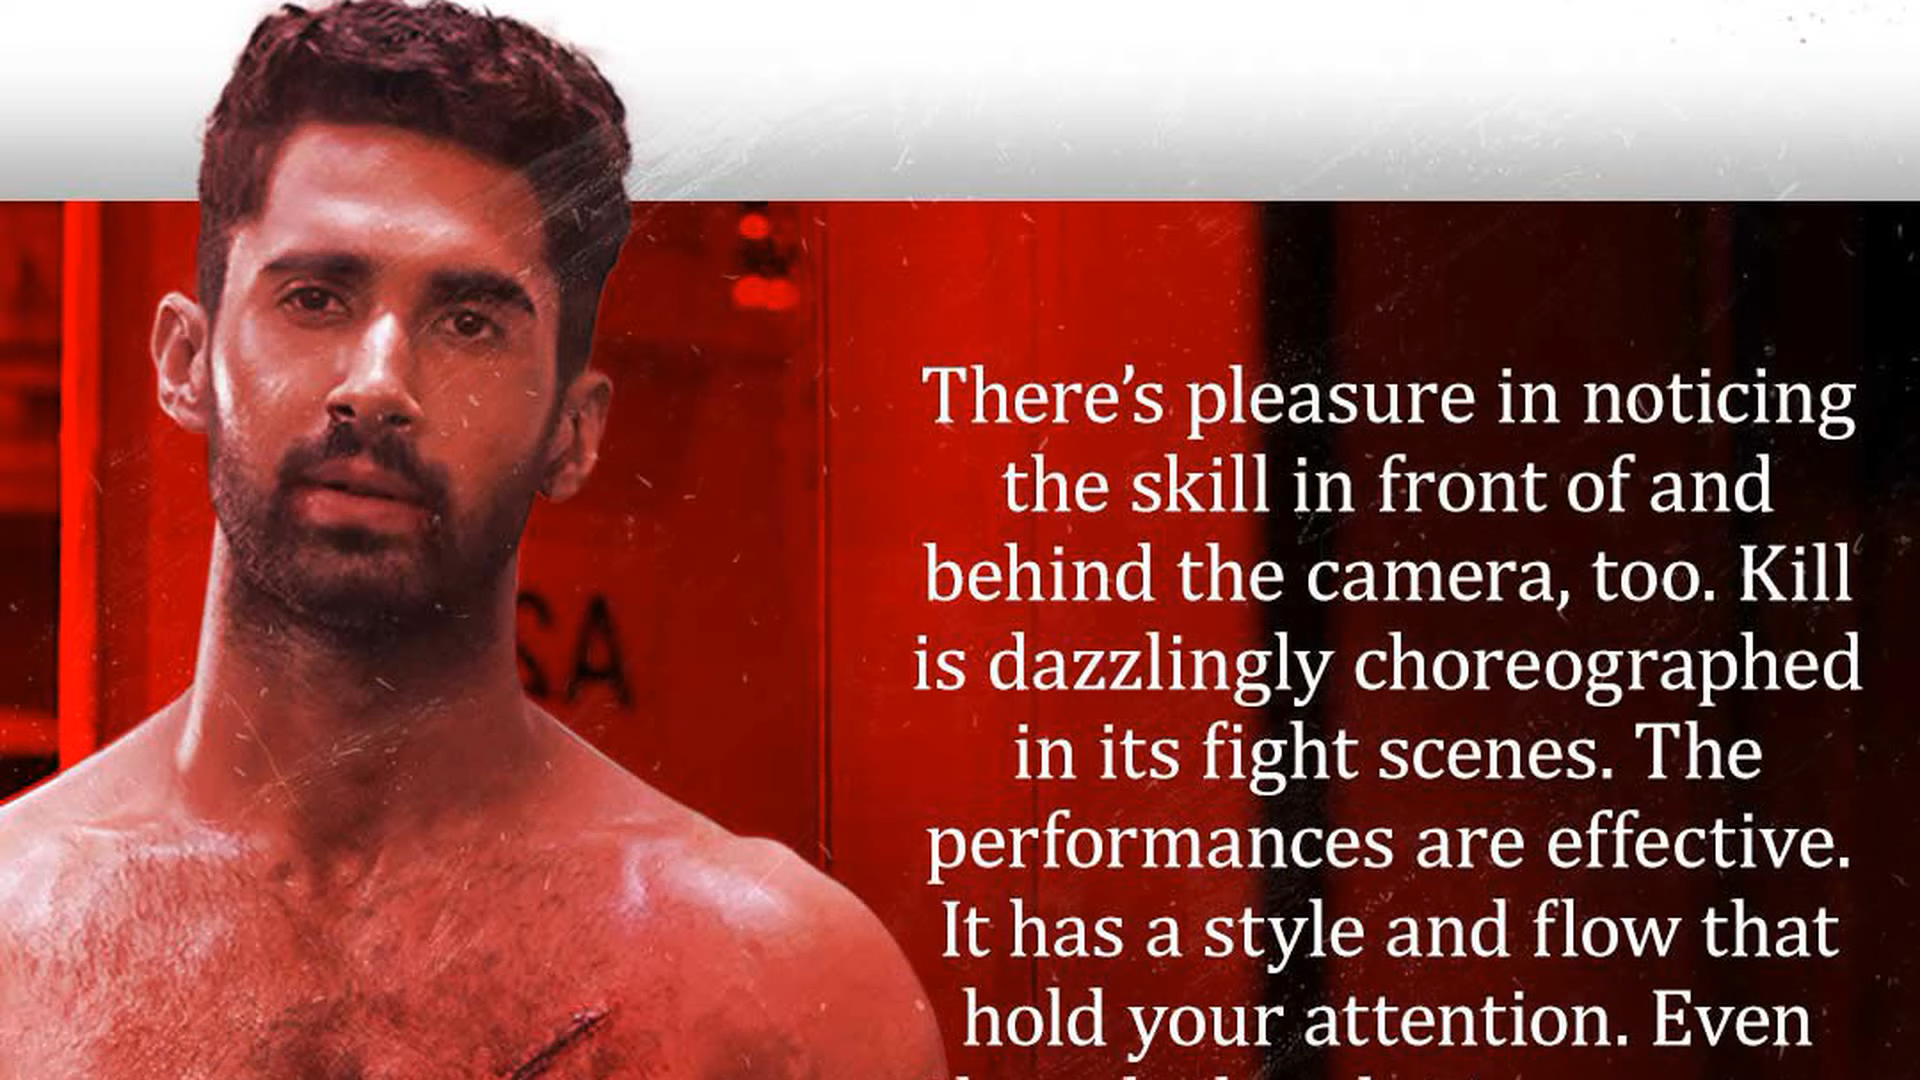 There’s pleasure in noticing
the skill in front of and
behind the camera, too. Kill
is dazzlingly choreographed
in its fight scenes. The
performances are effective.
It has a style and flow that
hold your attention. Even
SA